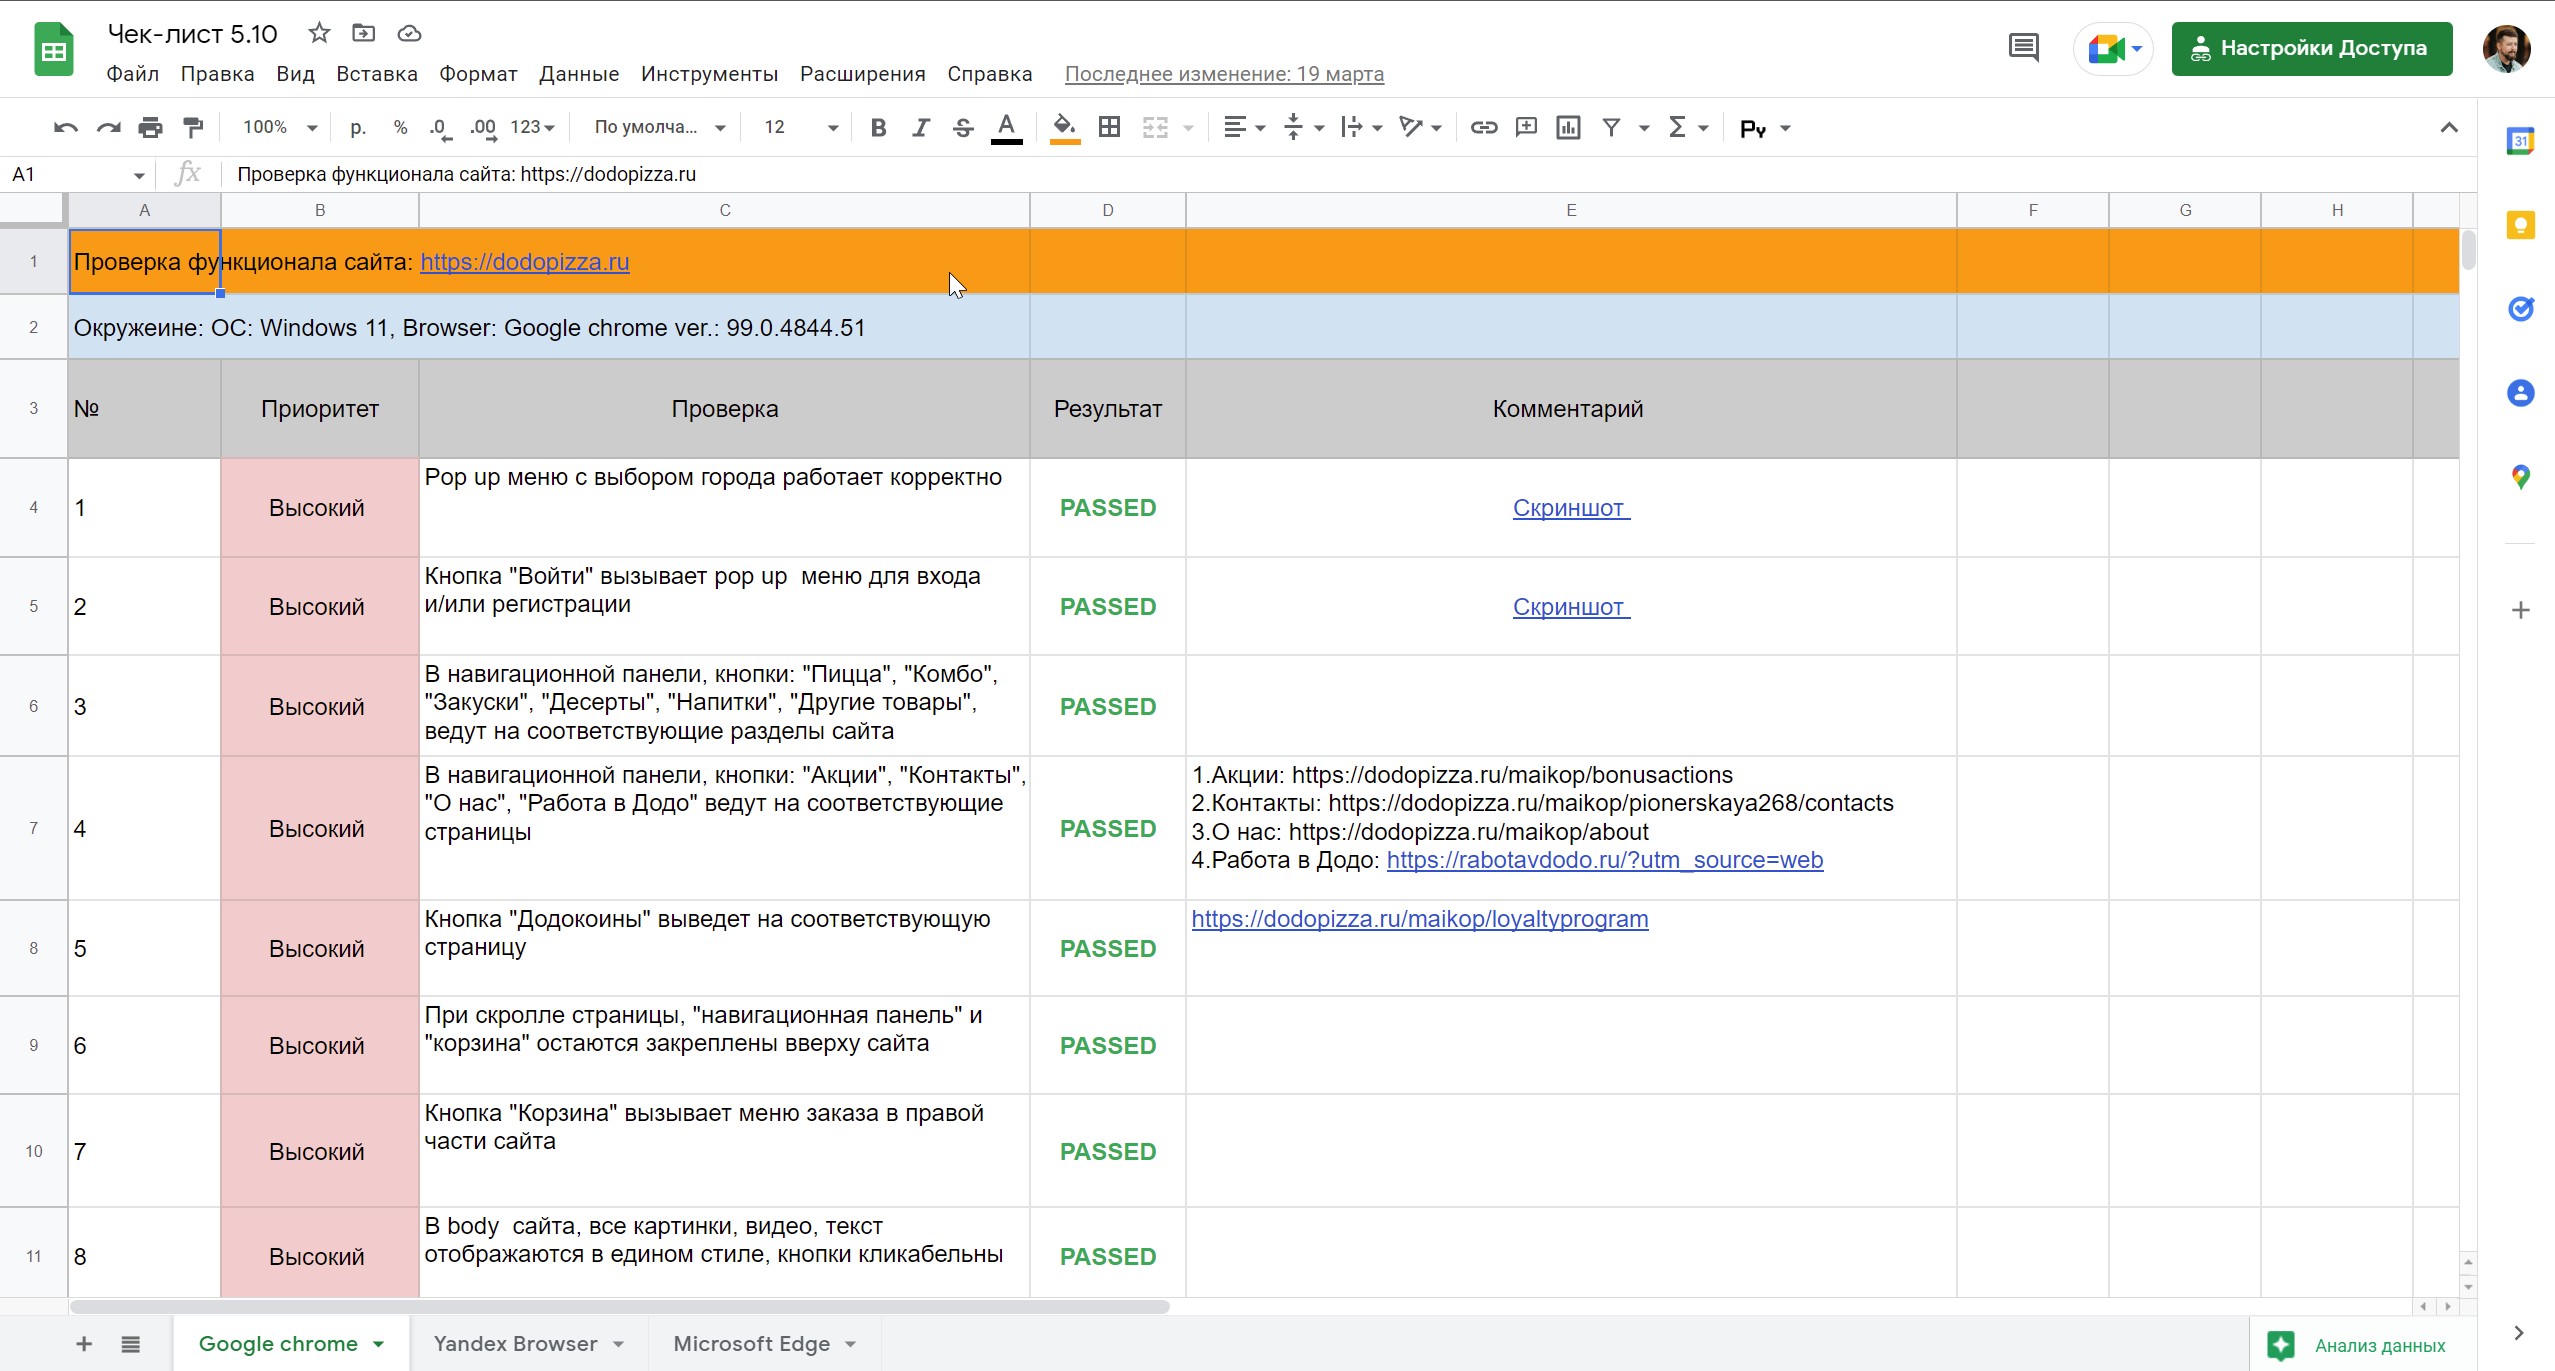 Чек-лист 5.10
Файл Правка Вид Вставка Формат Данные Инструменты Расширения Справка Последнее изменение: 19 марта
Настройки Доступа
100% р. % .0 .00 123 По умолча... 12 B I S A Σ Py
A1 fx Проверка функционала сайта: https://dodopizza.ru
31
A B C D E F G H
1 Проверка функционала сайта: https://dodopizza.ru
2 Окружеине: ОС: Windows 11, Browser: Google chrome ver.: 99.0.4844.51
3 № Приоритет Проверка Результат Комментарий
4 1 Высокий Pop up меню с выбором города работает корректно PASSED Скриншот
5 2 Высокий Кнопка "Войти" вызывает pop up меню для входа
и/или регистрации PASSED Скриншот
6 3 Высокий В навигационной панели, кнопки: "Пицца", "Комбо",
"Закуски", "Десерты", "Напитки", "Другие товары",
ведут на соответствующие разделы сайта PASSED
7 4 Высокий В навигационной панели, кнопки: "Акции", "Контакты",
"О нас", "Работа в Додо" ведут на соответствующие
страницы PASSED
1.Акции: https://dodopizza.ru/maikop/bonusactions
2.Контакты: https://dodopizza.ru/maikop/pionerskaya268/contacts
3.О нас: https://dodopizza.ru/maikop/about
4.Работа в Додо: https://rabotavdodo.ru/?utm_source=web
8 5 Высокий Кнопка "Додокоины" выведет на соответствующую
страницу PASSED https://dodopizza.ru/maikop/loyaltyprogram
9 6 Высокий При скролле страницы, "навигационная панель" и
"корзина" остаются закреплены вверху сайта PASSED
10 7 Высокий Кнопка "Корзина" вызывает меню заказа в правой
части сайта PASSED
11 8 Высокий В body сайта, все картинки, видео, текст
отображаются в едином стиле, кнопки кликабельны PASSED
Google chrome Yandex Browser Microsoft Edge Анализ данных